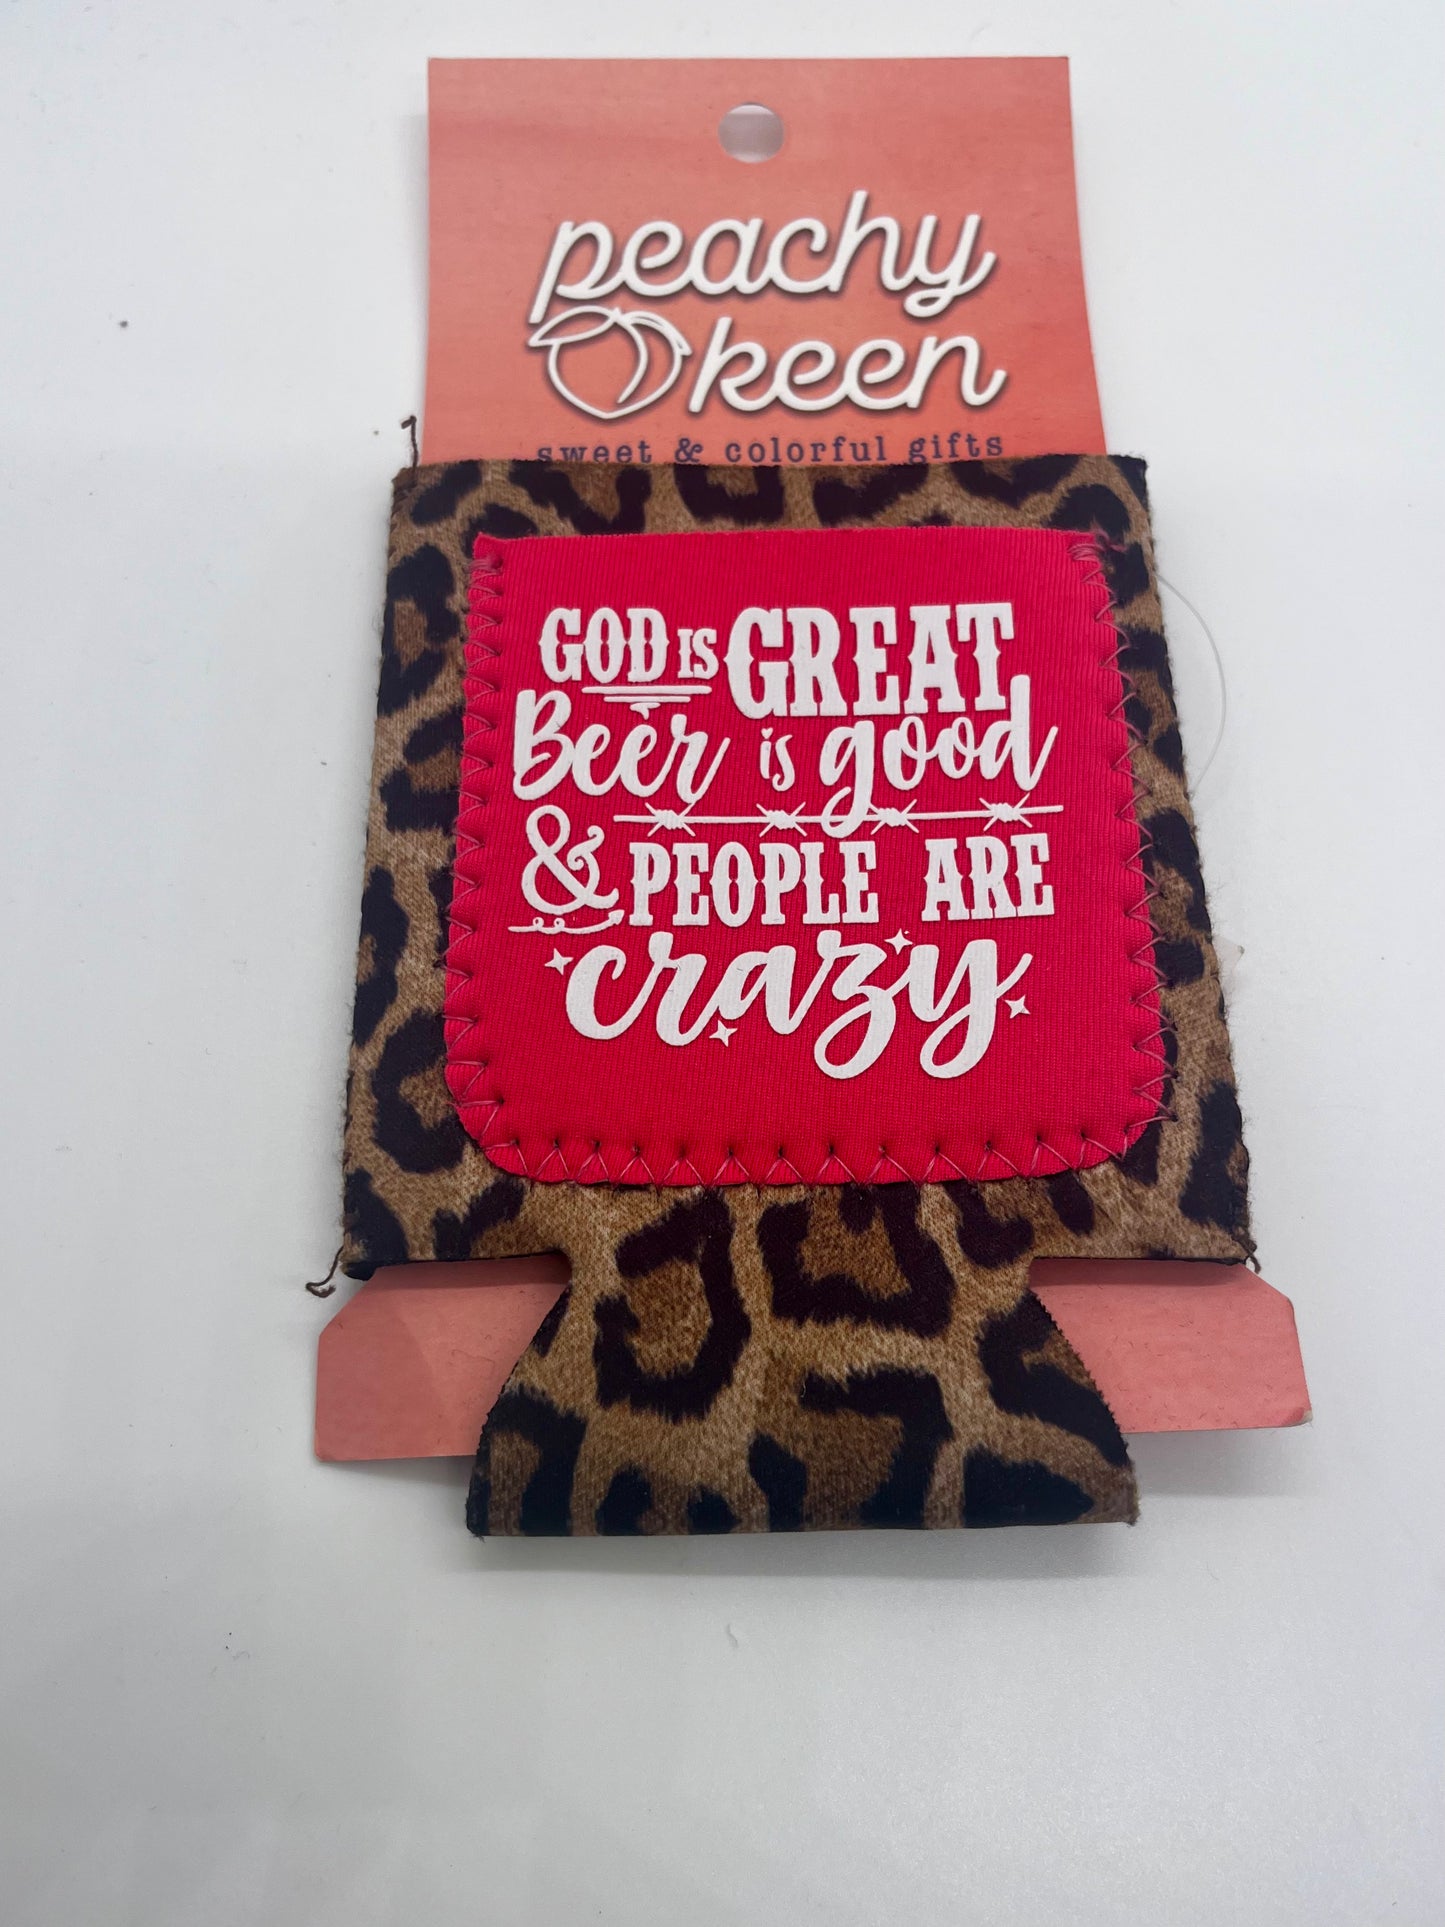 peachy
keen
sweet & colorful gifts
GOD IS GREAT
Beer is good
& PEOPLE ARE
crazy